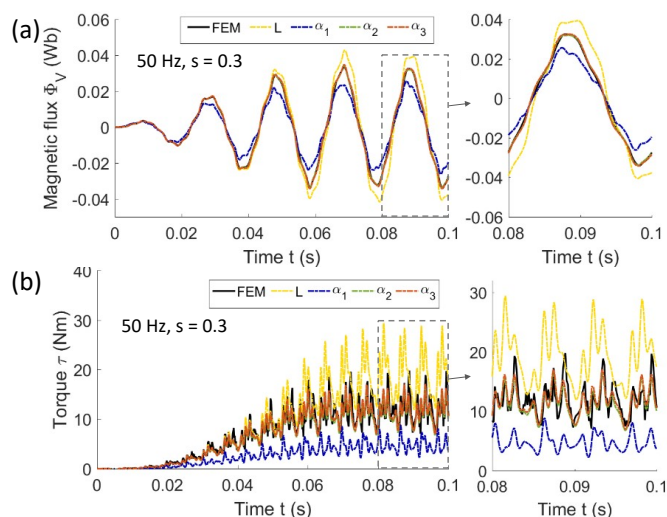 (a)
FEM L α₁ α₂ α₃
50 Hz, s = 0.3
Magnetic flux Φ_V (Wb)
0.06
0.04
0.02
0
-0.02
-0.04
0 0.02 0.04 0.06 0.08 0.1
Time t (s)
0.06
0.04
0.02
0
-0.02
-0.04
-0.06
0.08 0.09 0.1
Time t (s)
(b)
FEM L α₁ α₂ α₃
50 Hz, s = 0.3
Torque τ (Nm)
40
30
20
10
0
0 0.02 0.04 0.06 0.08 0.1
Time t (s)
30
20
10
0
0.08 0.09 0.1
Time t (s)